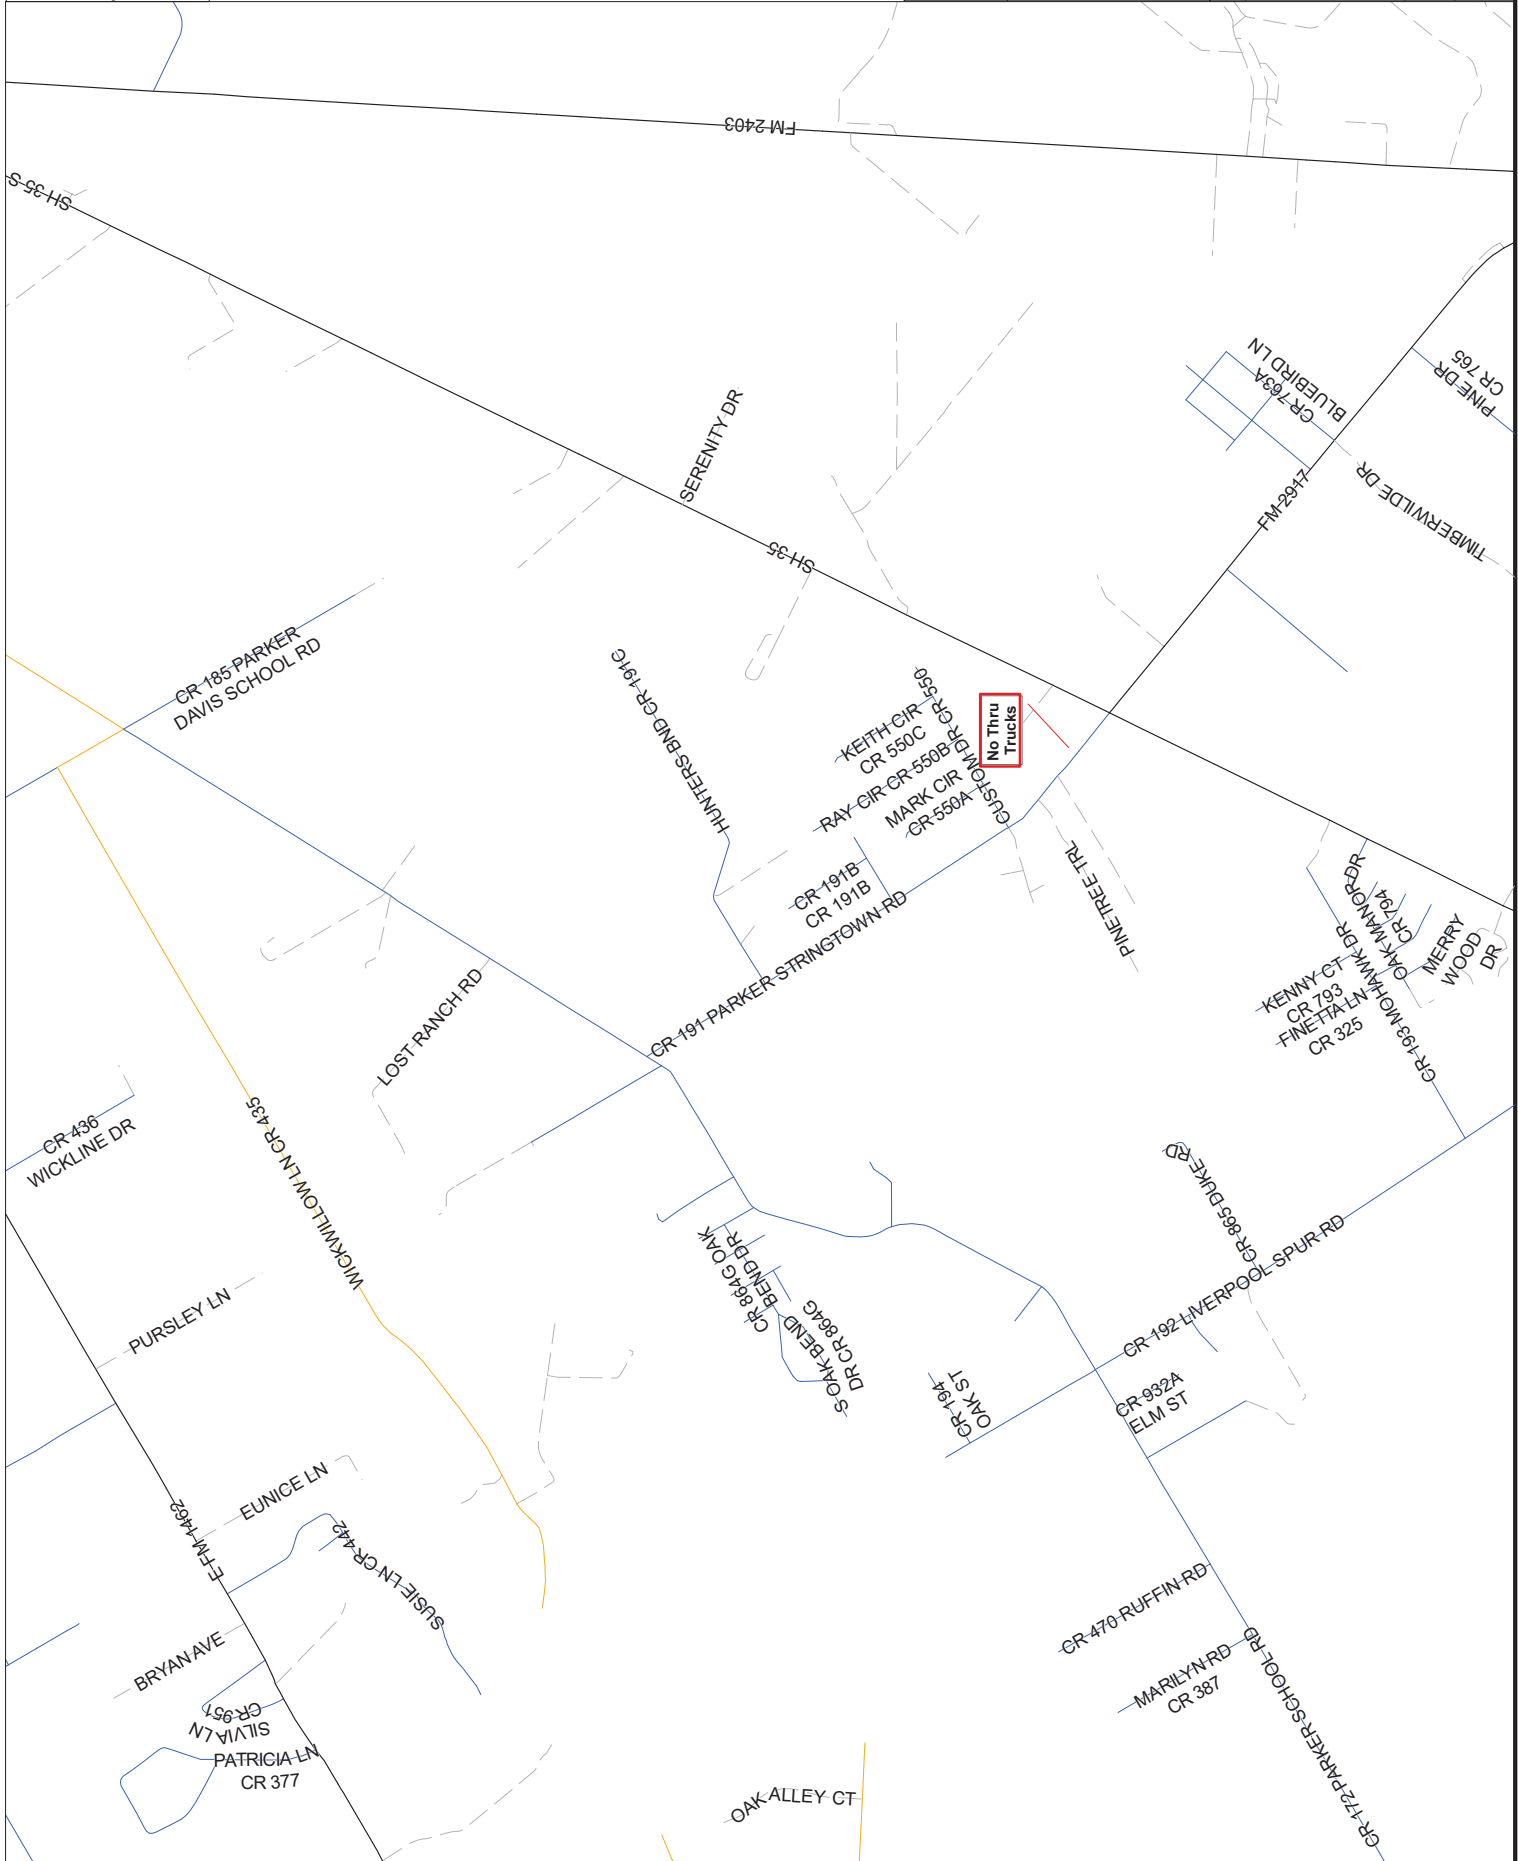 FM 2403
SH 35 S
BLUEBIRD LN
CR 763A
PINE DR
CR 765
SERENITY DR
TIMBERWILDE DR
FM 2917
SH 35
CR 185 PARKER
DAVIS SCHOOL RD
HUNTERS BND CR 191C
KEITH CIR
CR 550C
CUSTOM DR CR 550
No Thru
Trucks
RAY CIR CR 550B
MARK CIR
CR 550A
CR 191B
CR 191B
PINETREE TRL
CR 191 PARKER STRINGTOWN RD
OAK MANOR DR
CR 794
MERRY
WOOD
DR
KENNY CT
CR 793
FINETTA LN
CR 325
CR 193 MOHAWK DR
LOST RANCH RD
CR 436
WICKLINE DR
WICKWILLOW LN CR 435
CR 865 DUKE RD
CR 192 LIVERPOOL SPUR RD
CR 864G OAK
BEND DR
S OAK BEND
DR CR 864G
PURSLEY LN
CR 194
OAK ST
CR 932A
ELM ST
EUNICE LN
E FM 1462
SUSIE LN CR 442
BRYAN AVE
CR 951
SILVIA LN
PATRICIA LN
CR 377
CR 470 RUFFIN RD
MARILYN RD
CR 387
CR 172 PARKER SCHOOL RD
OAK ALLEY CT